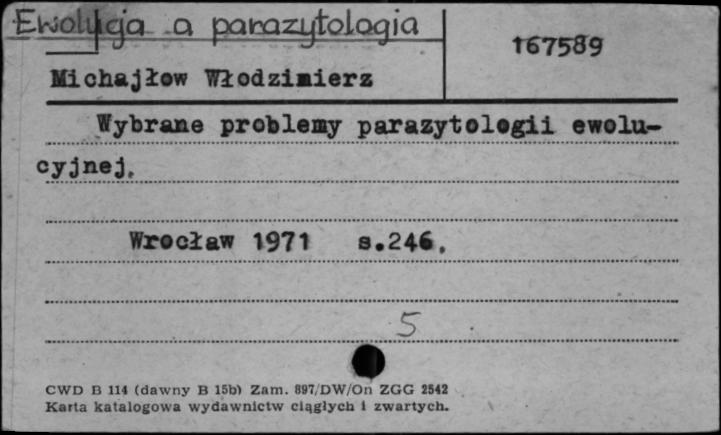 Ewolucja a parazytologia
167589
Michajłow Włodzimierz
Wybrane problemy parazytologii ewolu-
cyjnej.
Wrocław 1971 s.246.
5
CWD B 114 (dawny B 15b) Zam. 897/DW/On ZGG 2542
Karta katalogowa wydawnictw ciągłych i zwartych.